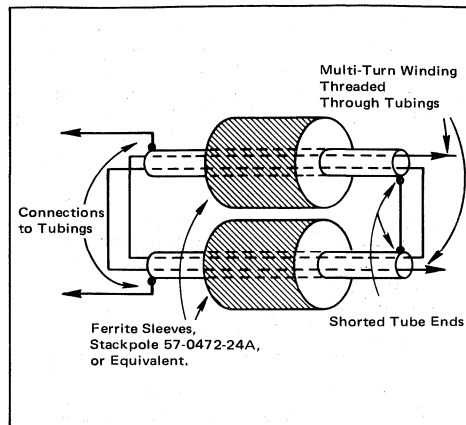 Multi-Turn Winding
Threaded
Through Tubings
Connections
to Tubings
Ferrite Sleeves,
Stackpole 57-0472-24A,
or Equivalent.
Shorted Tube Ends